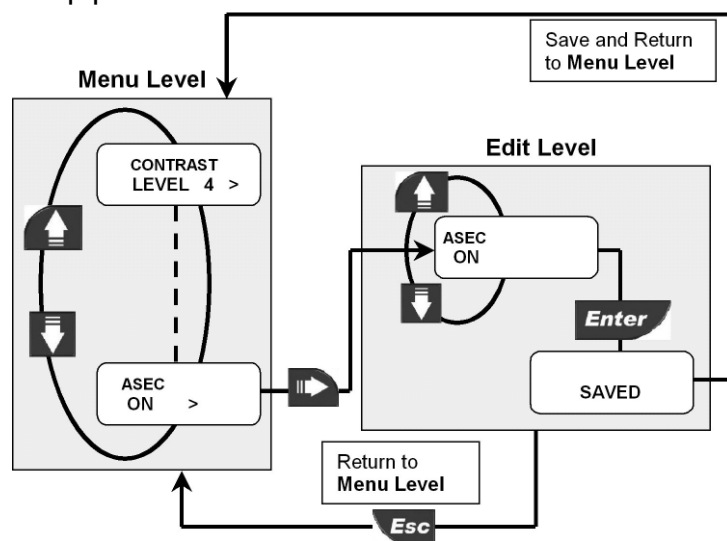 Save and Return
to Menu Level
Menu Level
CONTRAST
LEVEL 4 >
ASEC
ON >
Edit Level
ASEC
ON
Enter
SAVED
Return to
Menu Level
Esc